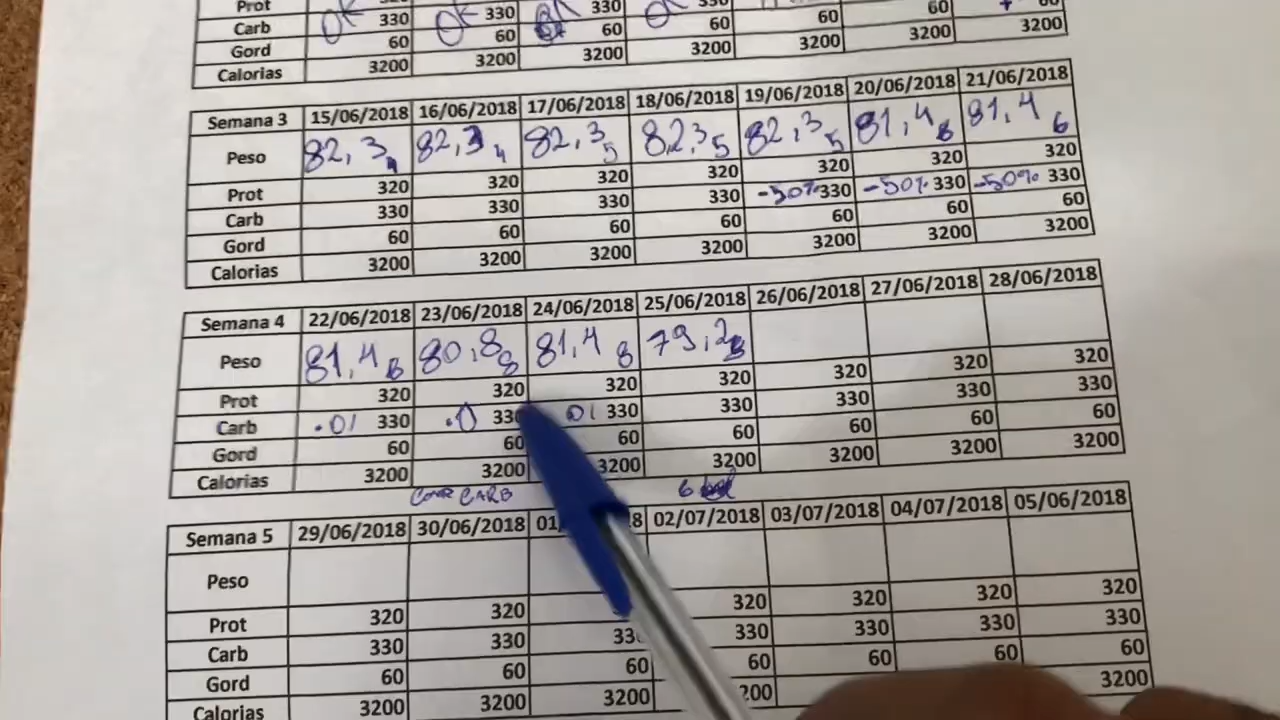 Prot
Carb 330 330 330
Gord 60 60 60 60 60
Calorias 3200 3200 3200 3200 3200 3200 3200
Semana 3 15/06/2018 16/06/2018 17/06/2018 18/06/2018 19/06/2018 20/06/2018 21/06/2018
Peso 82,3 82,3 82,3 5 82,3 5 82,3 5 81,4 81,4 6
Prot 320 320 320 320 320 320 320
Carb 330 330 330 330 -50% 330 -50% 330 -50% 330
Gord 60 60 60 60 60 60 60
Calorias 3200 3200 3200 3200 3200 3200 3200
Semana 4 22/06/2018 23/06/2018 24/06/2018 25/06/2018 26/06/2018 27/06/2018 28/06/2018
Peso 81,4 80,8 8 81,4 8 79,2
Prot 320 320 320 320 320 320 320
Carb 330 330 330 330 330 330 330
Gord 60 60 60 60 60 60 60
Calorias 3200 3200 3200 3200 3200 3200 3200
CARB 6
Semana 5 29/06/2018 30/06/2018 02/07/2018 03/07/2018 04/07/2018 05/06/2018
Peso
Prot 320 320 320 320 320 320
Carb 330 330 330 330 330 330
Gord 60 60 60 60 60 60 60
Calorias 3200 3200 3200 3200